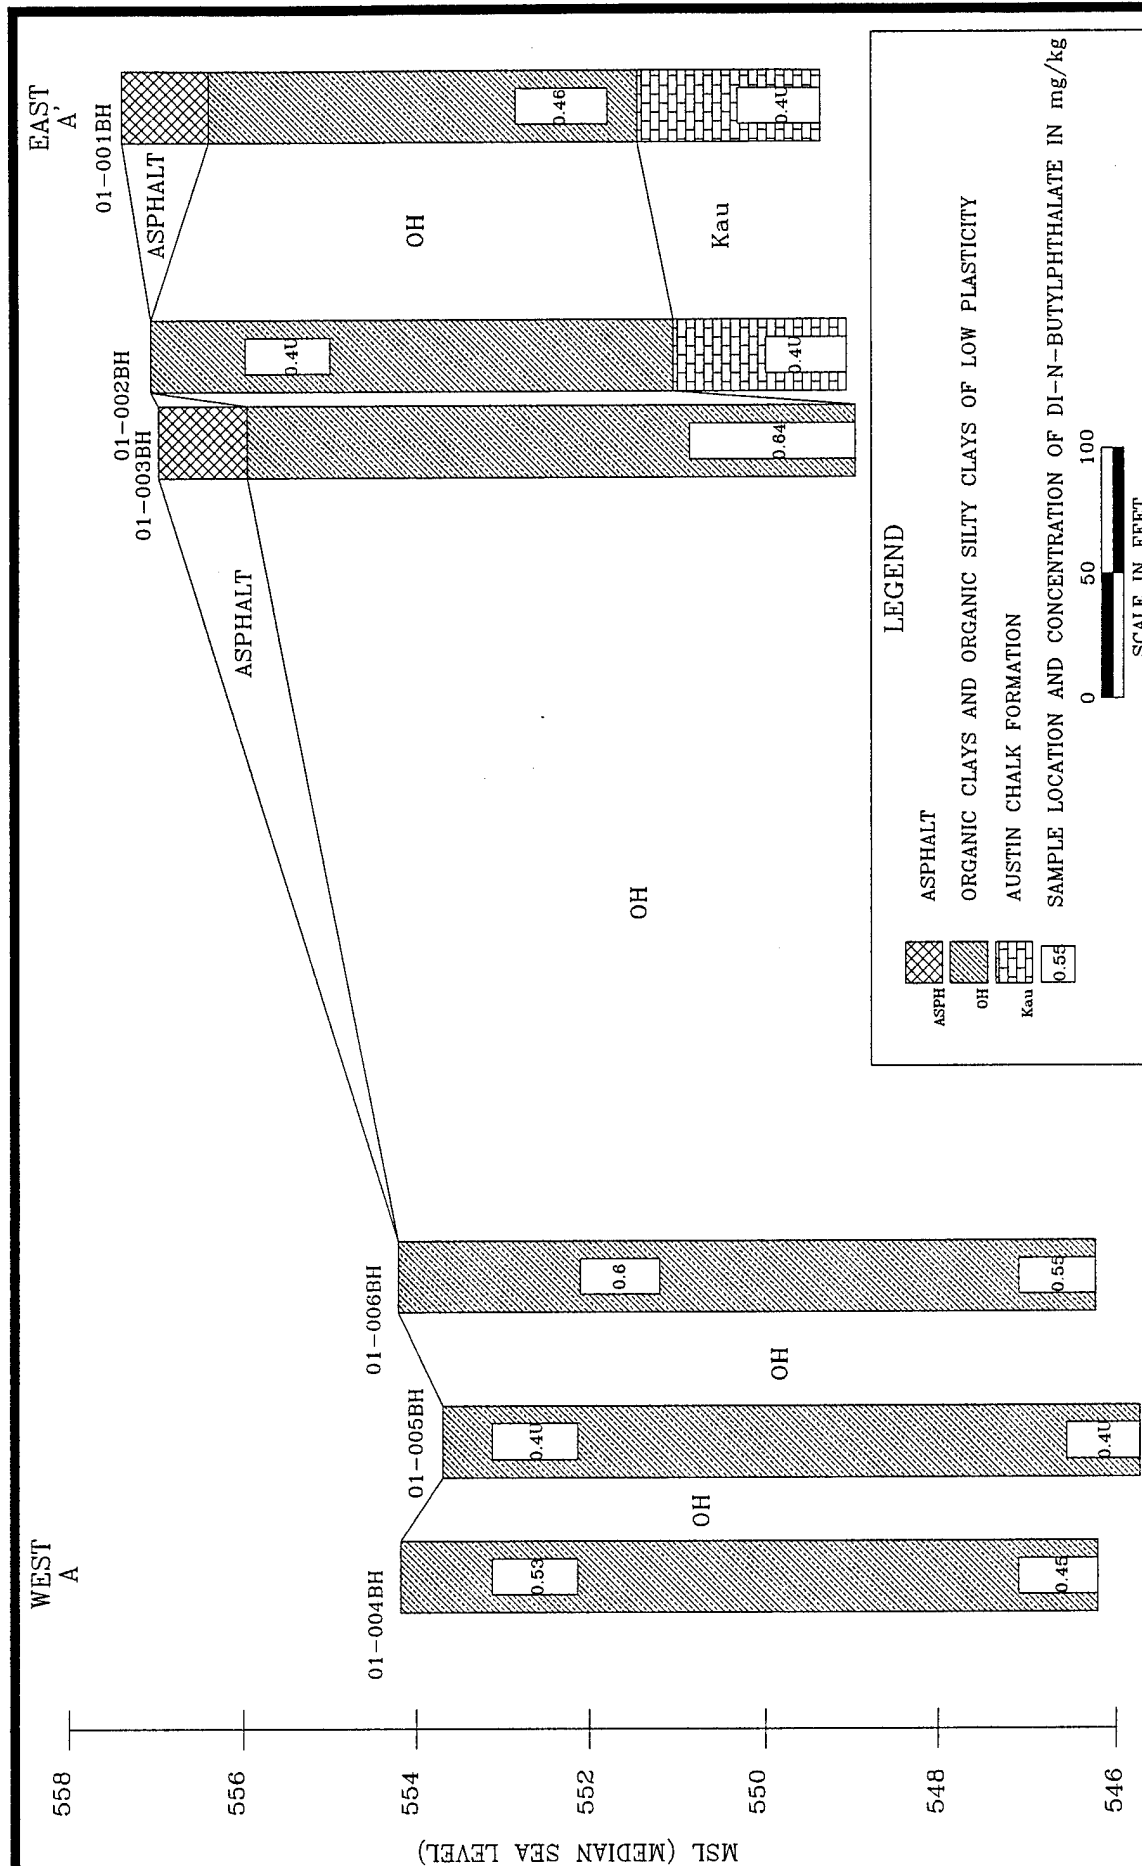 WEST
A
EAST
A'
01-004BH
01-005BH
01-006BH
01-003BH
01-002BH
01-001BH
558
556
554
552
550
548
546
MSL (MEDIAN SEA LEVEL)
0.53
0.45
OH
0.4U
0.4U
OH
0.6
0.55
ASPHALT
OH
0.64
0.4U
0.4U
ASPHALT
OH
Kau
0.46
0.4U
LEGEND
ASPH ASPHALT
OH ORGANIC CLAYS AND ORGANIC SILTY CLAYS OF LOW PLASTICITY
Kau AUSTIN CHALK FORMATION
0.55 SAMPLE LOCATION AND CONCENTRATION OF DI-N-BUTYLPHTHALATE IN mg/kg
0 50 100
SCALE IN FEET